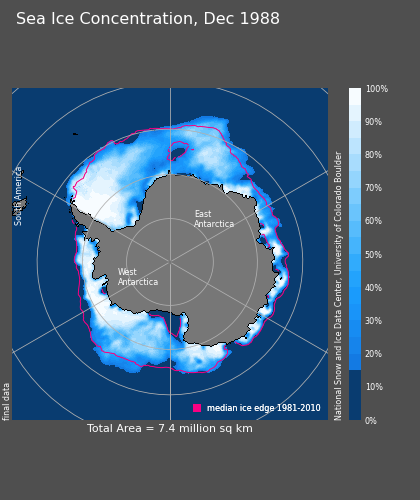 Sea Ice Concentration, Dec 1988
South America
East
Antarctica
West
Antarctica
final data
median ice edge 1981-2010
Total Area = 7.4 million sq km
National Snow and Ice Data Center, University of Colorado Boulder
100%
90%
80%
70%
60%
50%
40%
30%
20%
10%
0%